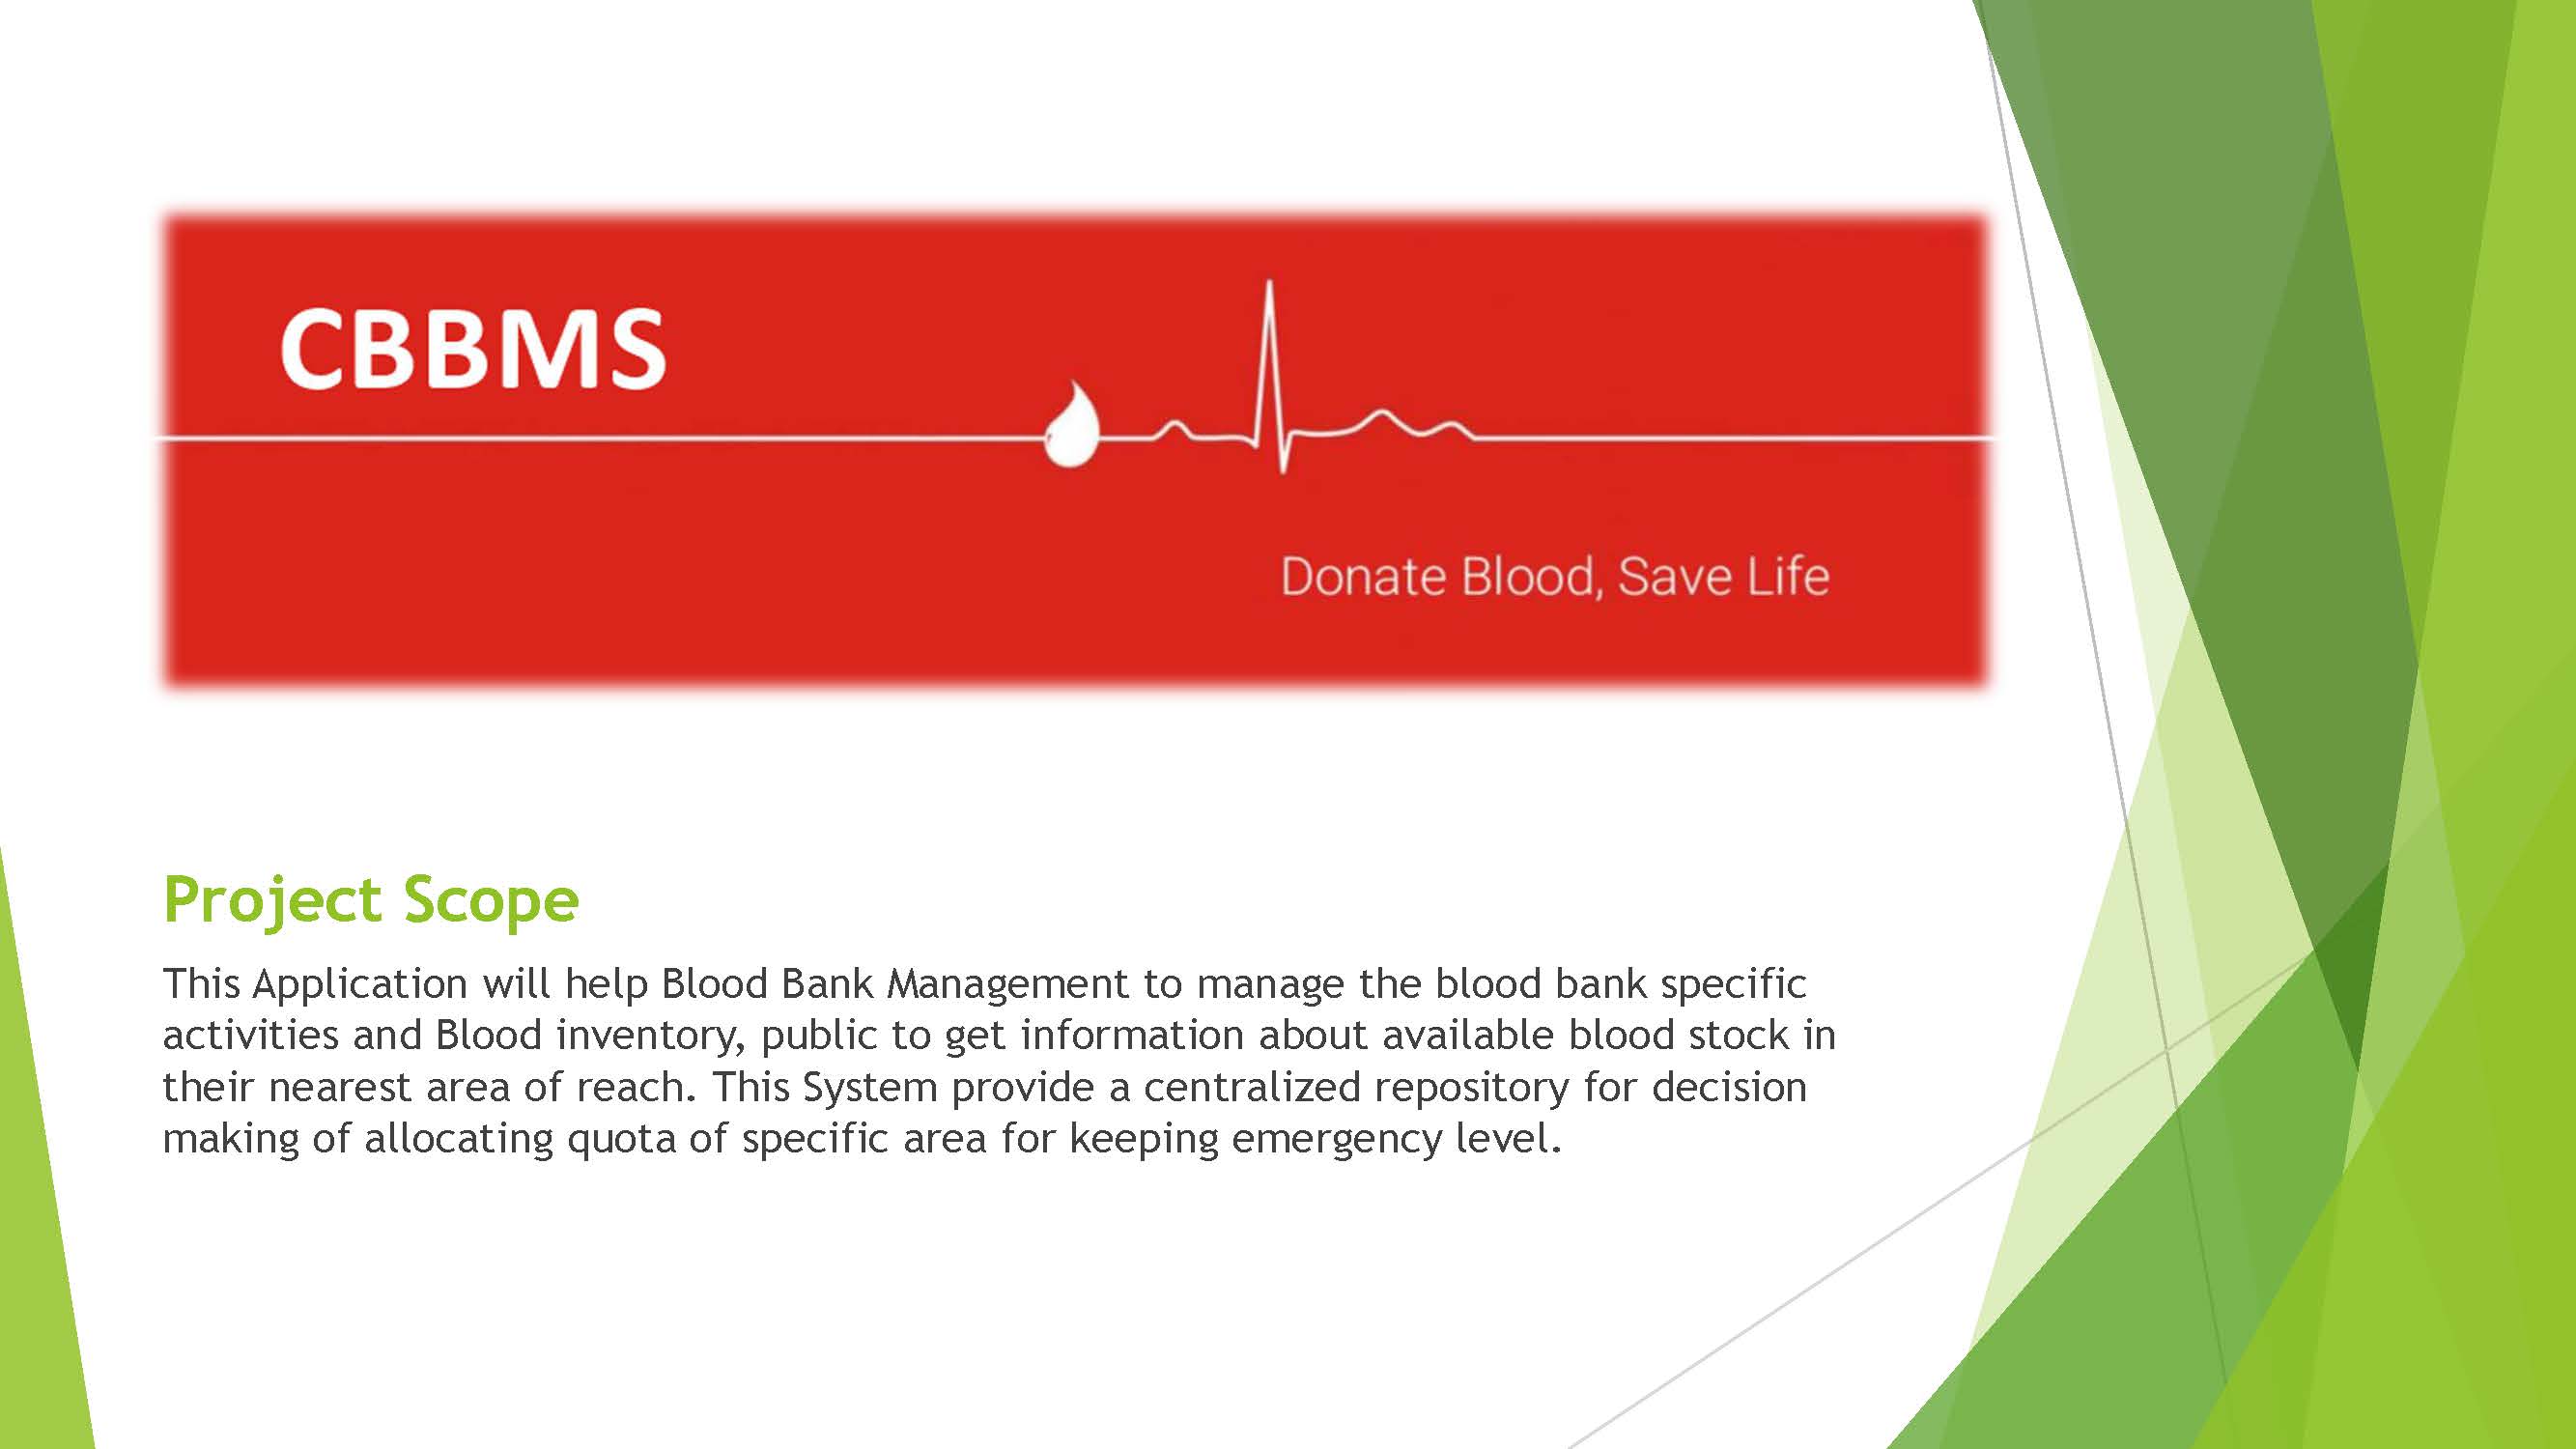 CBBMS
Donate Blood, Save Life
Project Scope
This Application will help Blood Bank Management to manage the blood bank specific
activities and Blood inventory, public to get information about available blood stock in
their nearest area of reach. This System provide a centralized repository for decision
making of allocating quota of specific area for keeping emergency level.